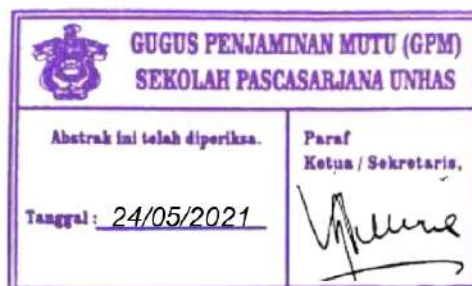 GUGUS PENJAMINAN MUTU (GPM)
SEKOLAH PASCASARJANA UNHAS
Abstrak ini telah diperiksa.
Paraf
Ketua / Sekretaris,
Tanggal : 24/05/2021